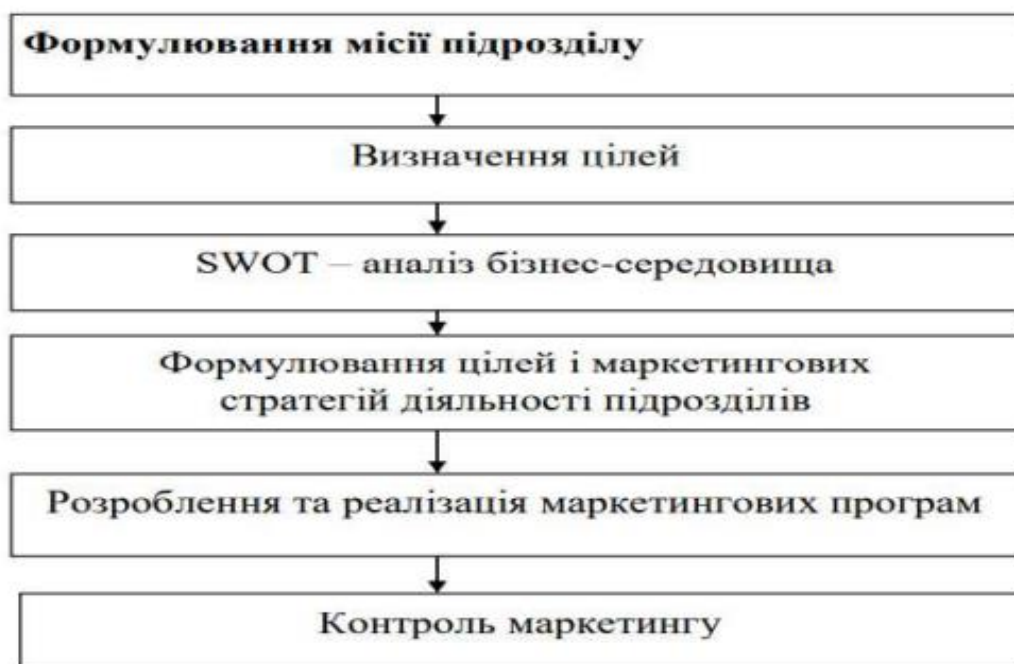 Формулювання місії підрозділу
Визначення цілей
SWOT – аналіз бізнес-середовища
Формулювання цілей і маркетингових
стратегій діяльності підрозділів
Розроблення та реалізація маркетингових програм
Контроль маркетингу